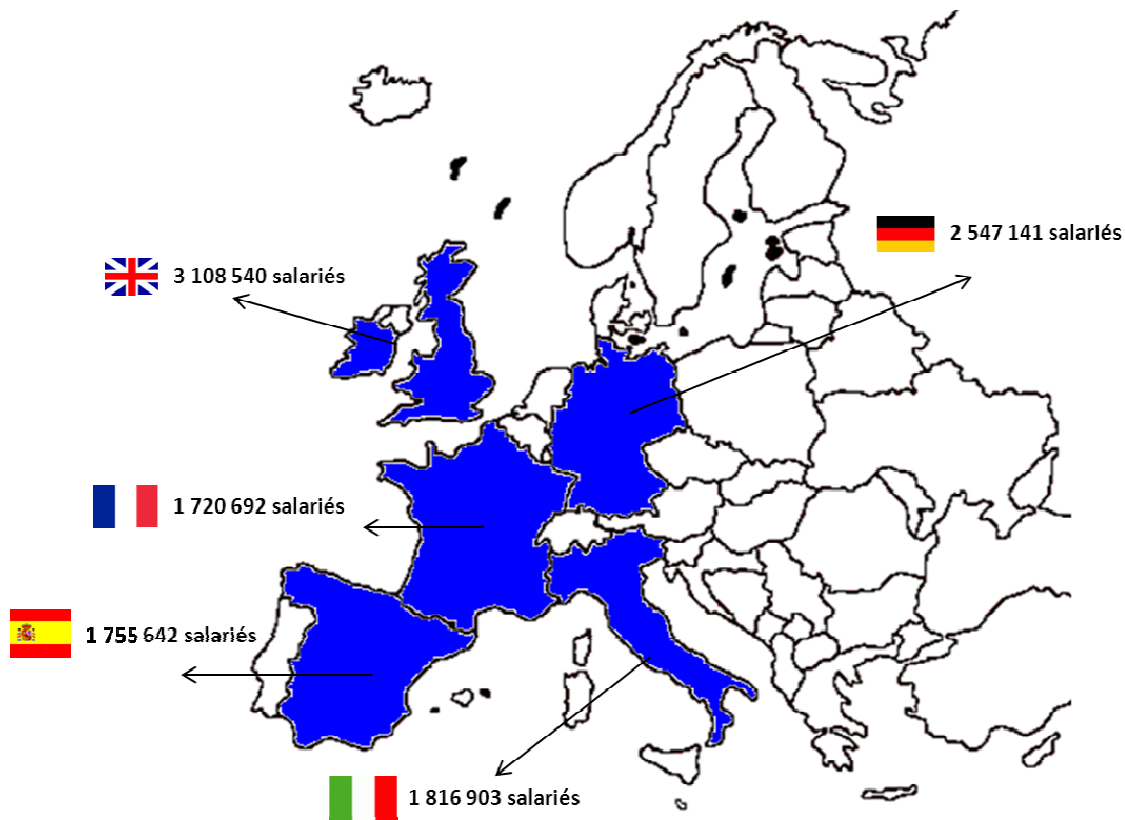 2 547 141 salariés
3 108 540 salariés
1 720 692 salariés
1 755 642 salariés
1 816 903 salariés